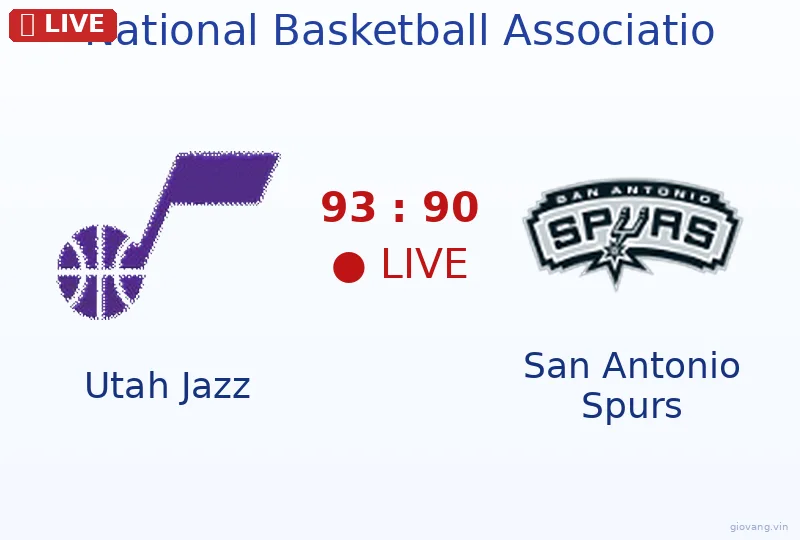 LIVE
National Basketball Associatio
93 : 90
LIVE
SAN ANTONIO
SPURS
Utah Jazz
San Antonio
Spurs
giovang.vin